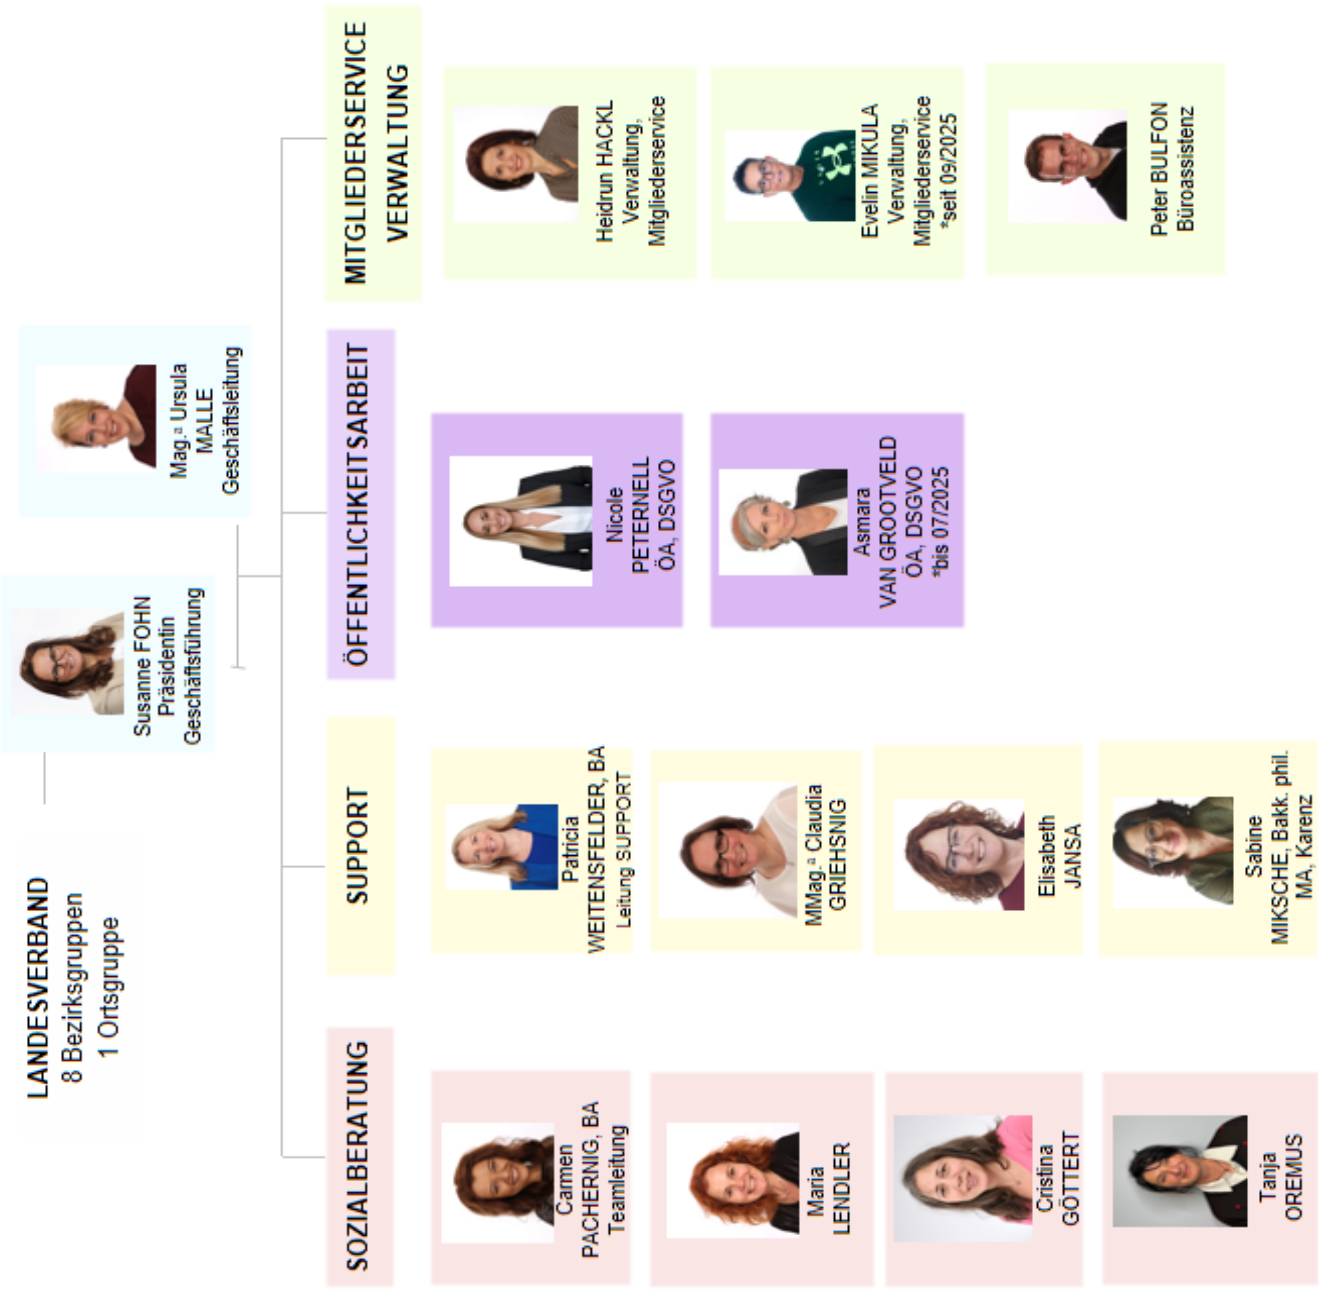 LANDESVERBAND
8 Bezirksgruppen
1 Ortsgruppe
Susanne FOHN
Präsidentin
Geschäftsführung
Mag.ª Ursula
MALLE
Geschäftsleitung
SOZIALBERATUNG
Carmen
PACHERNIG, BA
Teamleitung
Maria
LENDLER
Cristina
GÖTTERT
Tanja
OREMUS
SUPPORT
Patricia
WEITENSFELDER, BA
Leitung SUPPORT
MMag.ª Claudia
GRIEHSNIG
Elisabeth
JANSA
Sabine
MIKSCHE, Bakk. phil.
MA, Karenz
ÖFFENTLICHKEITSARBEIT
Nicole
PETERNELL
ÖA, DSGVO
Asmara
VAN GROOTVELD
ÖA, DSGVO
*bis 07/2025
MITGLIEDERSERVICE
VERWALTUNG
Heidrun HACKL
Verwaltung,
Mitgliederservice
Evelin MIKULA
Verwaltung,
Mitgliederservice
*seit 09/2025
Peter BULFON
Büroassistenz